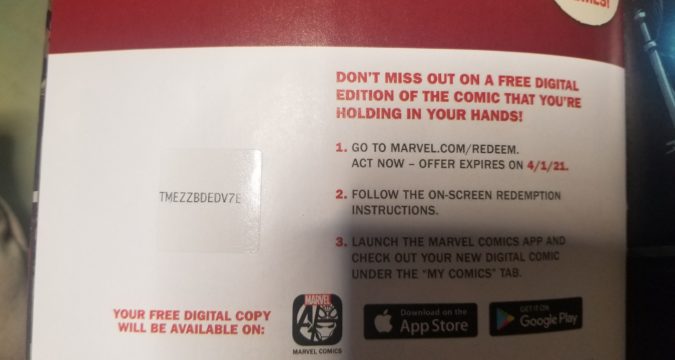 DON'T MISS OUT ON A FREE DIGITAL
EDITION OF THE COMIC THAT YOU'RE
HOLDING IN YOUR HANDS!
1. GO TO MARVEL.COM/REDEEM.
ACT NOW – OFFER EXPIRES ON 4/1/21.
2. FOLLOW THE ON-SCREEN REDEMPTION
INSTRUCTIONS.
3. LAUNCH THE MARVEL COMICS APP AND
CHECK OUT YOUR NEW DIGITAL COMIC
UNDER THE "MY COMICS" TAB.
TMEZZBDEDV7E
YOUR FREE DIGITAL COPY
WILL BE AVAILABLE ON:
MARVEL
MARVEL COMICS
Download on the
App Store
GET IT ON
Google Play